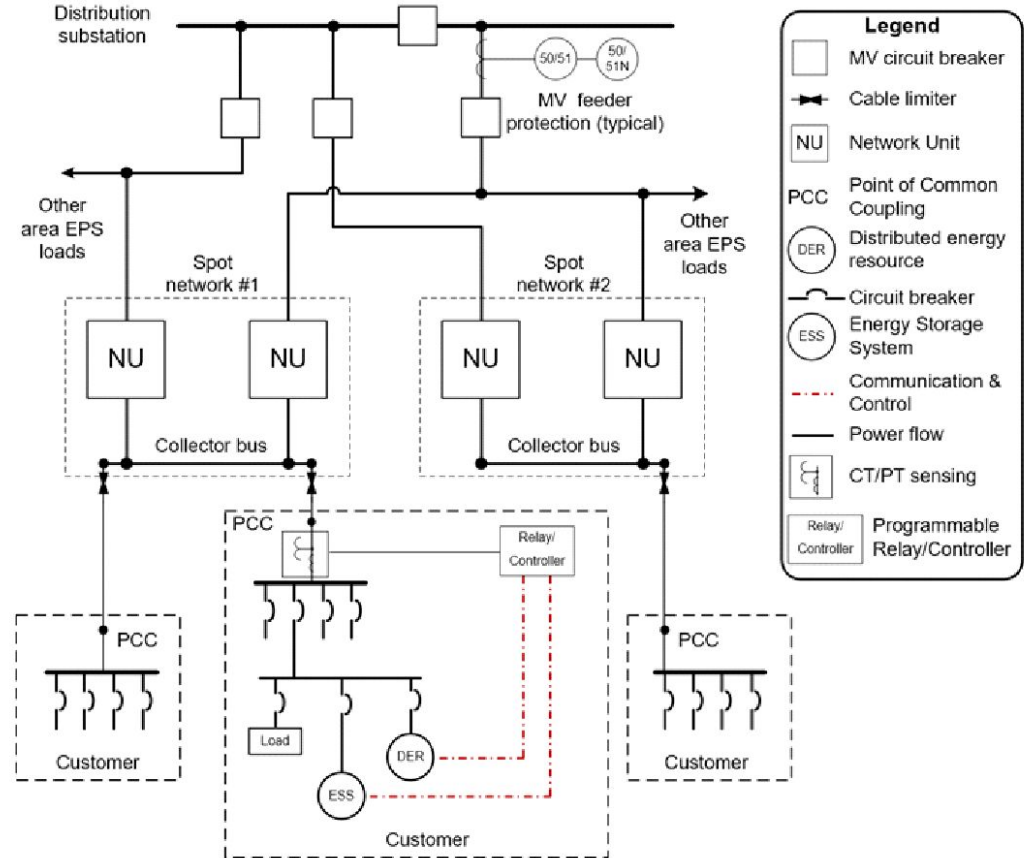 Distribution
substation
50/51
50/
51N
MV feeder
protection (typical)
Other
area EPS
loads
Other
area EPS
loads
Spot
network #1
Spot
network #2
NU
NU
NU
NU
Collector bus
Collector bus
PCC
Relay/
Controller
PCC
PCC
Load
DER
ESS
Customer
Customer
Customer
Legend
MV circuit breaker
Cable limiter
NU
Network Unit
PCC
Point of Common
Coupling
DER
Distributed energy
resource
Circuit breaker
ESS
Energy Storage
System
Communication &
Control
Power flow
CT/PT sensing
Relay/
Controller
Programmable
Relay/Controller